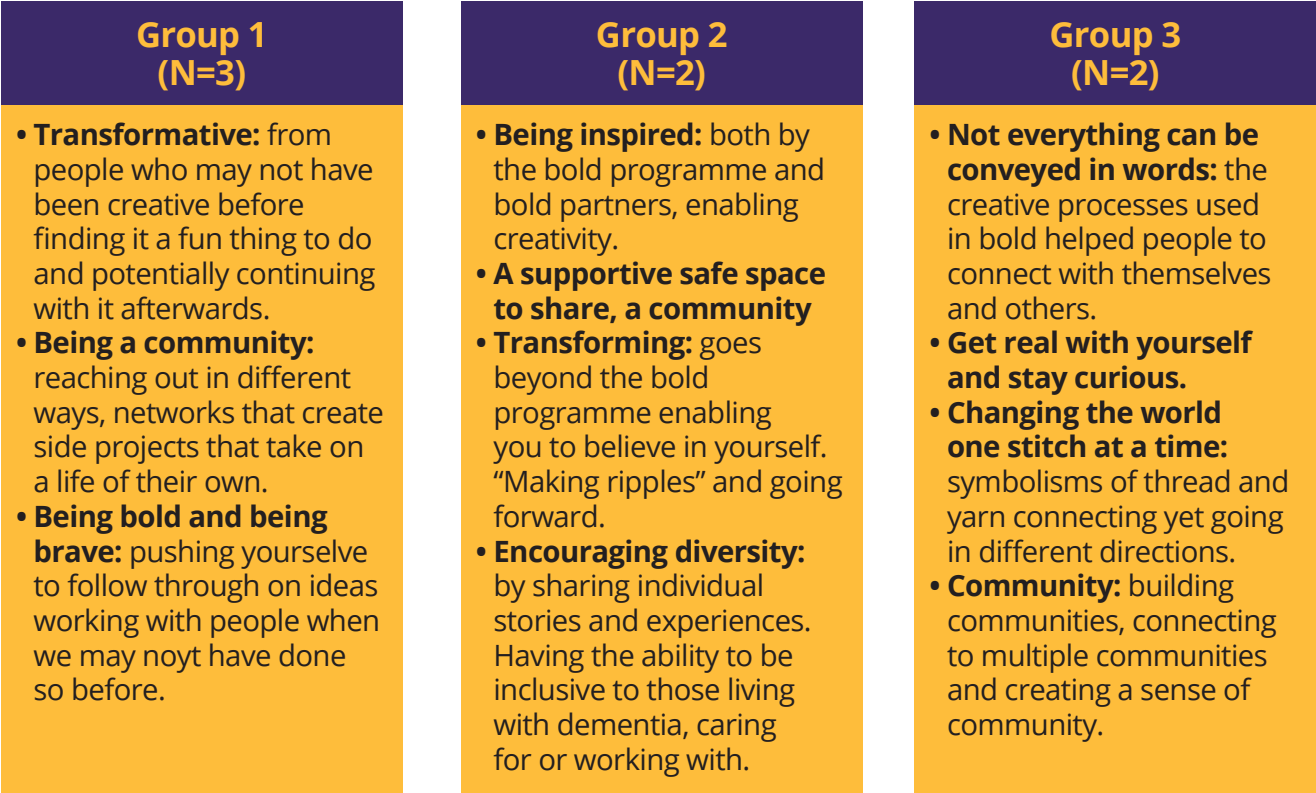 Group 1
(N=3)
• Transformative: from
people who may not have
been creative before
finding it a fun thing to do
and potentially continuing
with it afterwards.
• Being a community:
reaching out in different
ways, networks that create
side projects that take on
a life of their own.
• Being bold and being
brave: pushing yourselve
to follow through on ideas
working with people when
we may noyt have done
so before.
Group 2
(N=2)
• Being inspired: both by
the bold programme and
bold partners, enabling
creativity.
• A supportive safe space
to share, a community
• Transforming: goes
beyond the bold
programme enabling
you to believe in yourself.
“Making ripples” and going
forward.
• Encouraging diversity:
by sharing individual
stories and experiences.
Having the ability to be
inclusive to those living
with dementia, caring
for or working with.
Group 3
(N=2)
• Not everything can be
conveyed in words: the
creative processes used
in bold helped people to
connect with themselves
and others.
• Get real with yourself
and stay curious.
• Changing the world
one stitch at a time:
symbolisms of thread and
yarn connecting yet going
in different directions.
• Community: building
communities, connecting
to multiple communities
and creating a sense of
community.